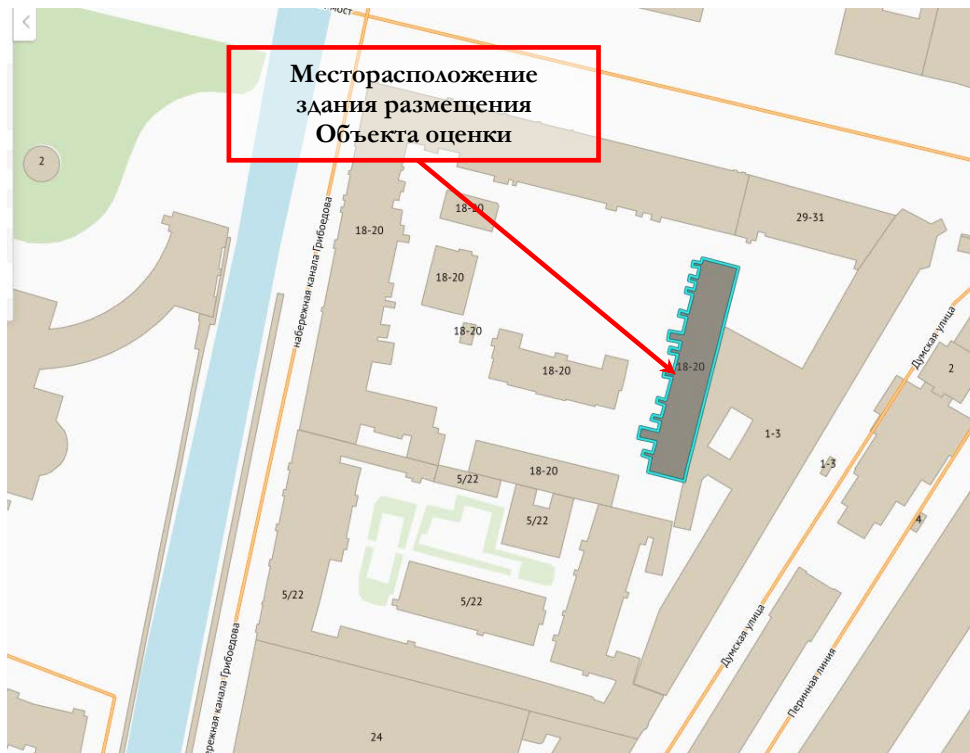 мост
Месторасположение
здания размещения
Объекта оценки
2
18-20
29-31
18-20
набережная канала Грибоедова
18-20
18-20
18-20
18-20
Думская улица
2
1-3
18-20
1-3
5/22
5/22
4
5/22
5/22
Думская улица
Перинная линия
набережная канала Грибоедова
24